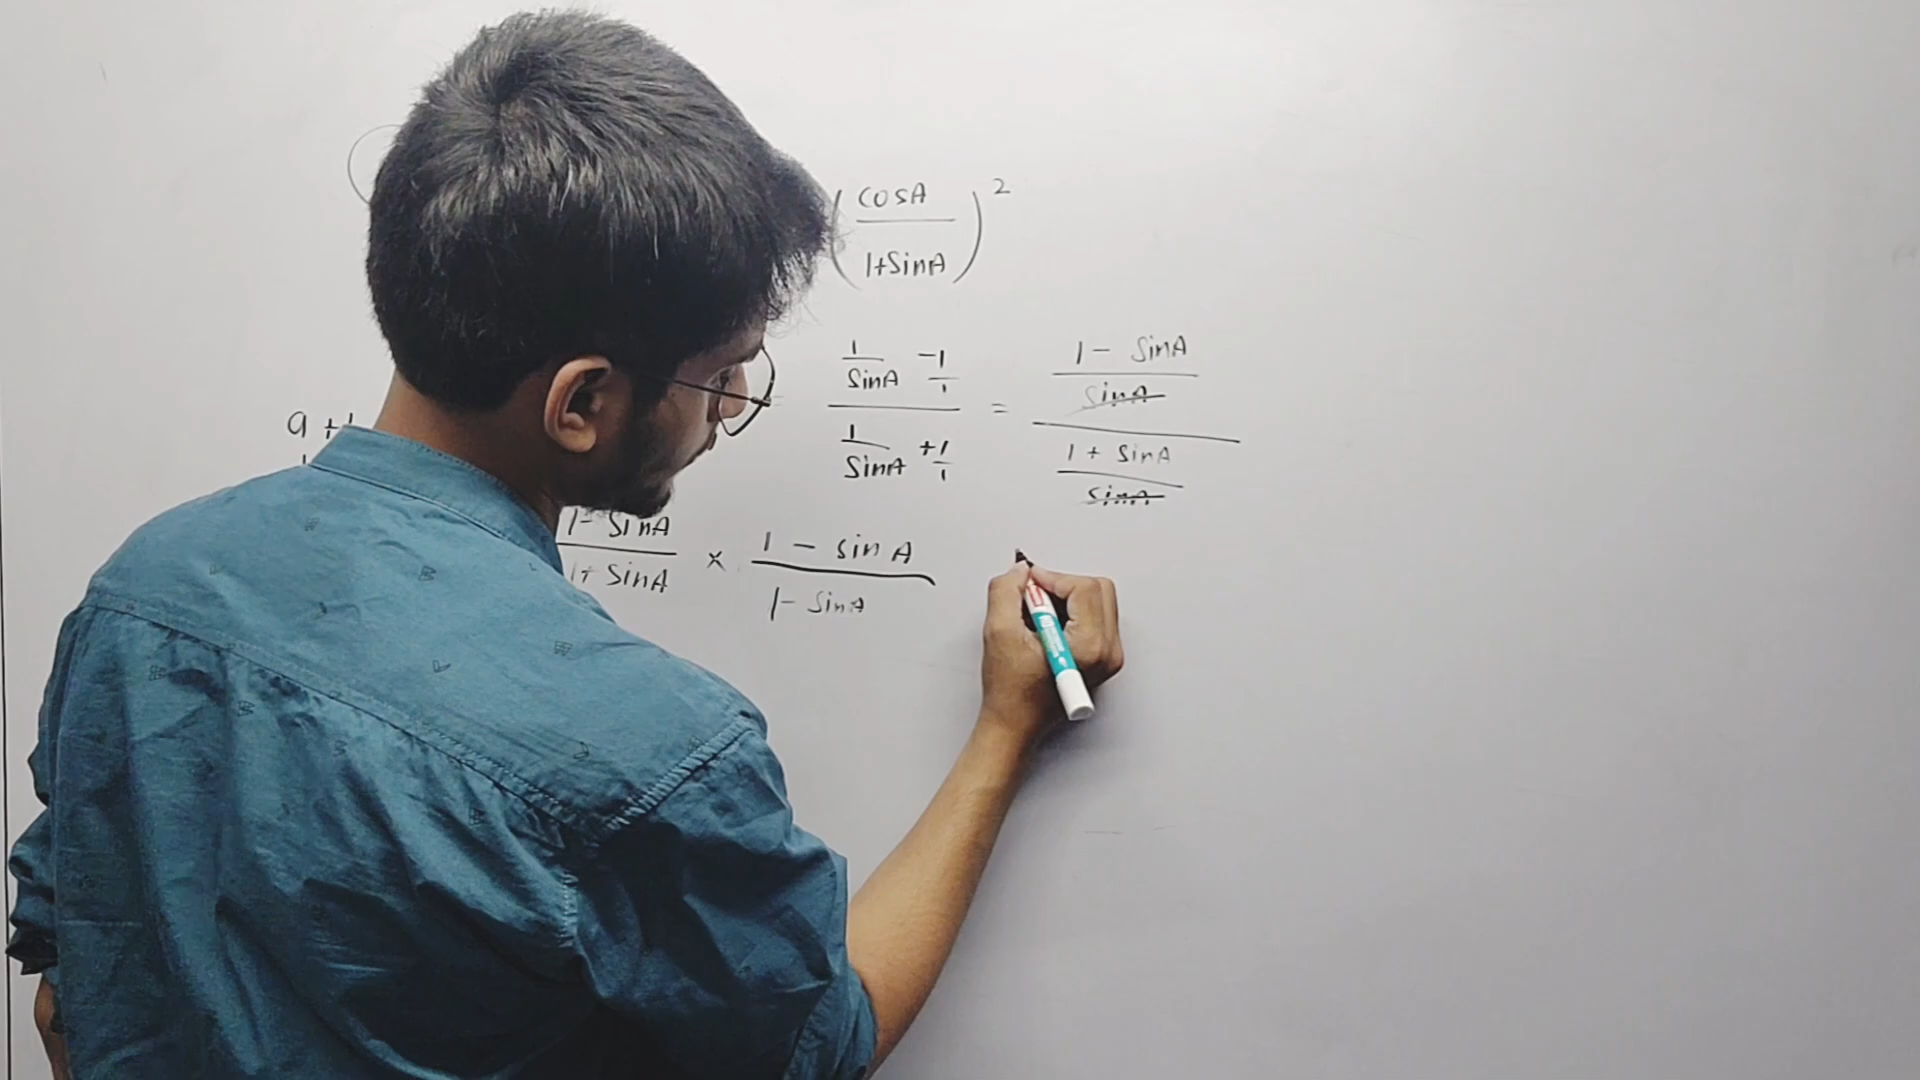 (cosA / 1+sinA)²
1/sinA - 1/1 / 1/sinA + 1/1 = 1 - sinA / sinA / 1 + sinA / sinA
a +
1 - sinA / 1 + sinA × 1 - sin A / 1 - sinA